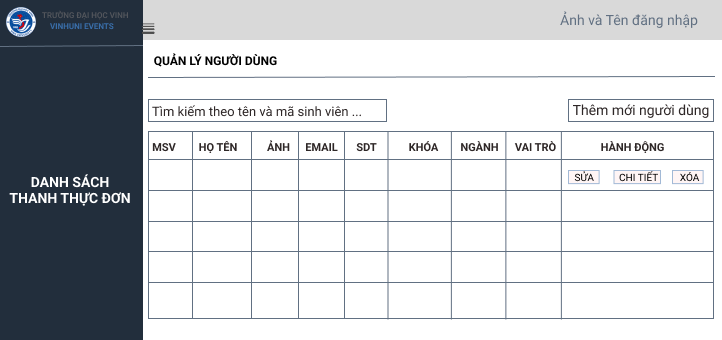 TRƯỜNG ĐẠI HỌC VINH
VINHUNI EVENTS
Ảnh và Tên đăng nhập
QUẢN LÝ NGƯỜI DÙNG
Tìm kiếm theo tên và mã sinh viên ...
Thêm mới người dùng
MSV HỌ TÊN ẢNH EMAIL SDT KHÓA NGÀNH VAI TRÒ HÀNH ĐỘNG
SỬA CHI TIẾT XÓA
DANH SÁCH
THANH THỰC ĐƠN